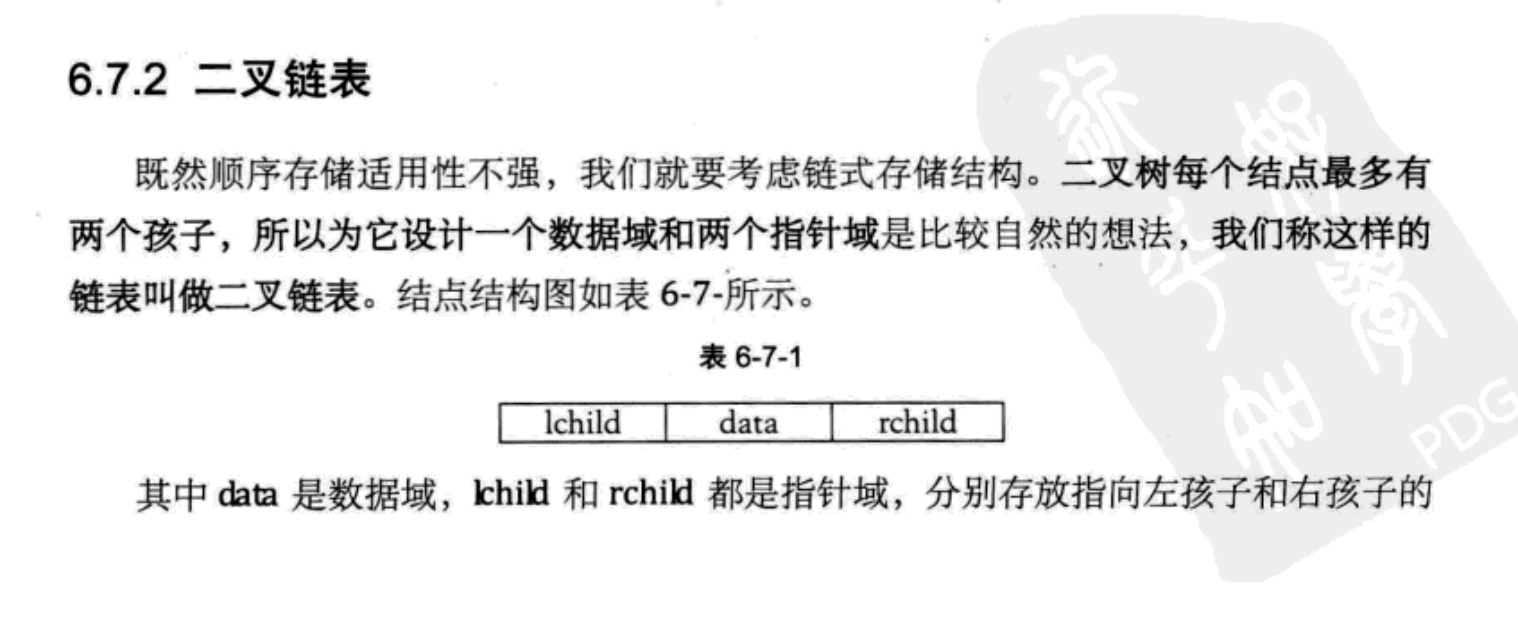 6.7.2 二叉链表
既然顺序存储适用性不强，我们就要考虑链式存储结构。二叉树每个结点最多有
两个孩子，所以为它设计一个数据域和两个指针域是比较自然的想法，我们称这样的
链表叫做二叉链表。结点结构图如表 6-7-所示。
表 6-7-1
lchild data rchild
其中 data 是数据域，lchild 和 rchild 都是指针域，分别存放指向左孩子和右孩子的
PDG